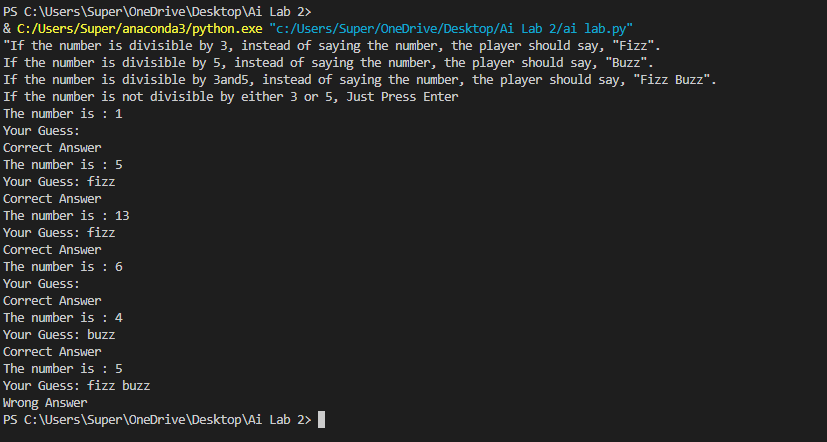 PS C:\Users\Super\OneDrive\Desktop\Ai Lab 2>
& C:/Users/Super/anaconda3/python.exe "c:/Users/Super/OneDrive/Desktop/Ai Lab 2/ai lab.py"
"If the number is divisible by 3, instead of saying the number, the player should say, "Fizz".
If the number is divisible by 5, instead of saying the number, the player should say, "Buzz".
If the number is divisible by 3and5, instead of saying the number, the player should say, "Fizz Buzz".
If the number is not divisible by either 3 or 5, Just Press Enter
The number is : 1
Your Guess:
Correct Answer
The number is : 5
Your Guess: fizz
Correct Answer
The number is : 13
Your Guess: fizz
Correct Answer
The number is : 6
Your Guess:
Correct Answer
The number is : 4
Your Guess: buzz
Correct Answer
The number is : 5
Your Guess: fizz buzz
Wrong Answer
PS C:\Users\Super\OneDrive\Desktop\Ai Lab 2>